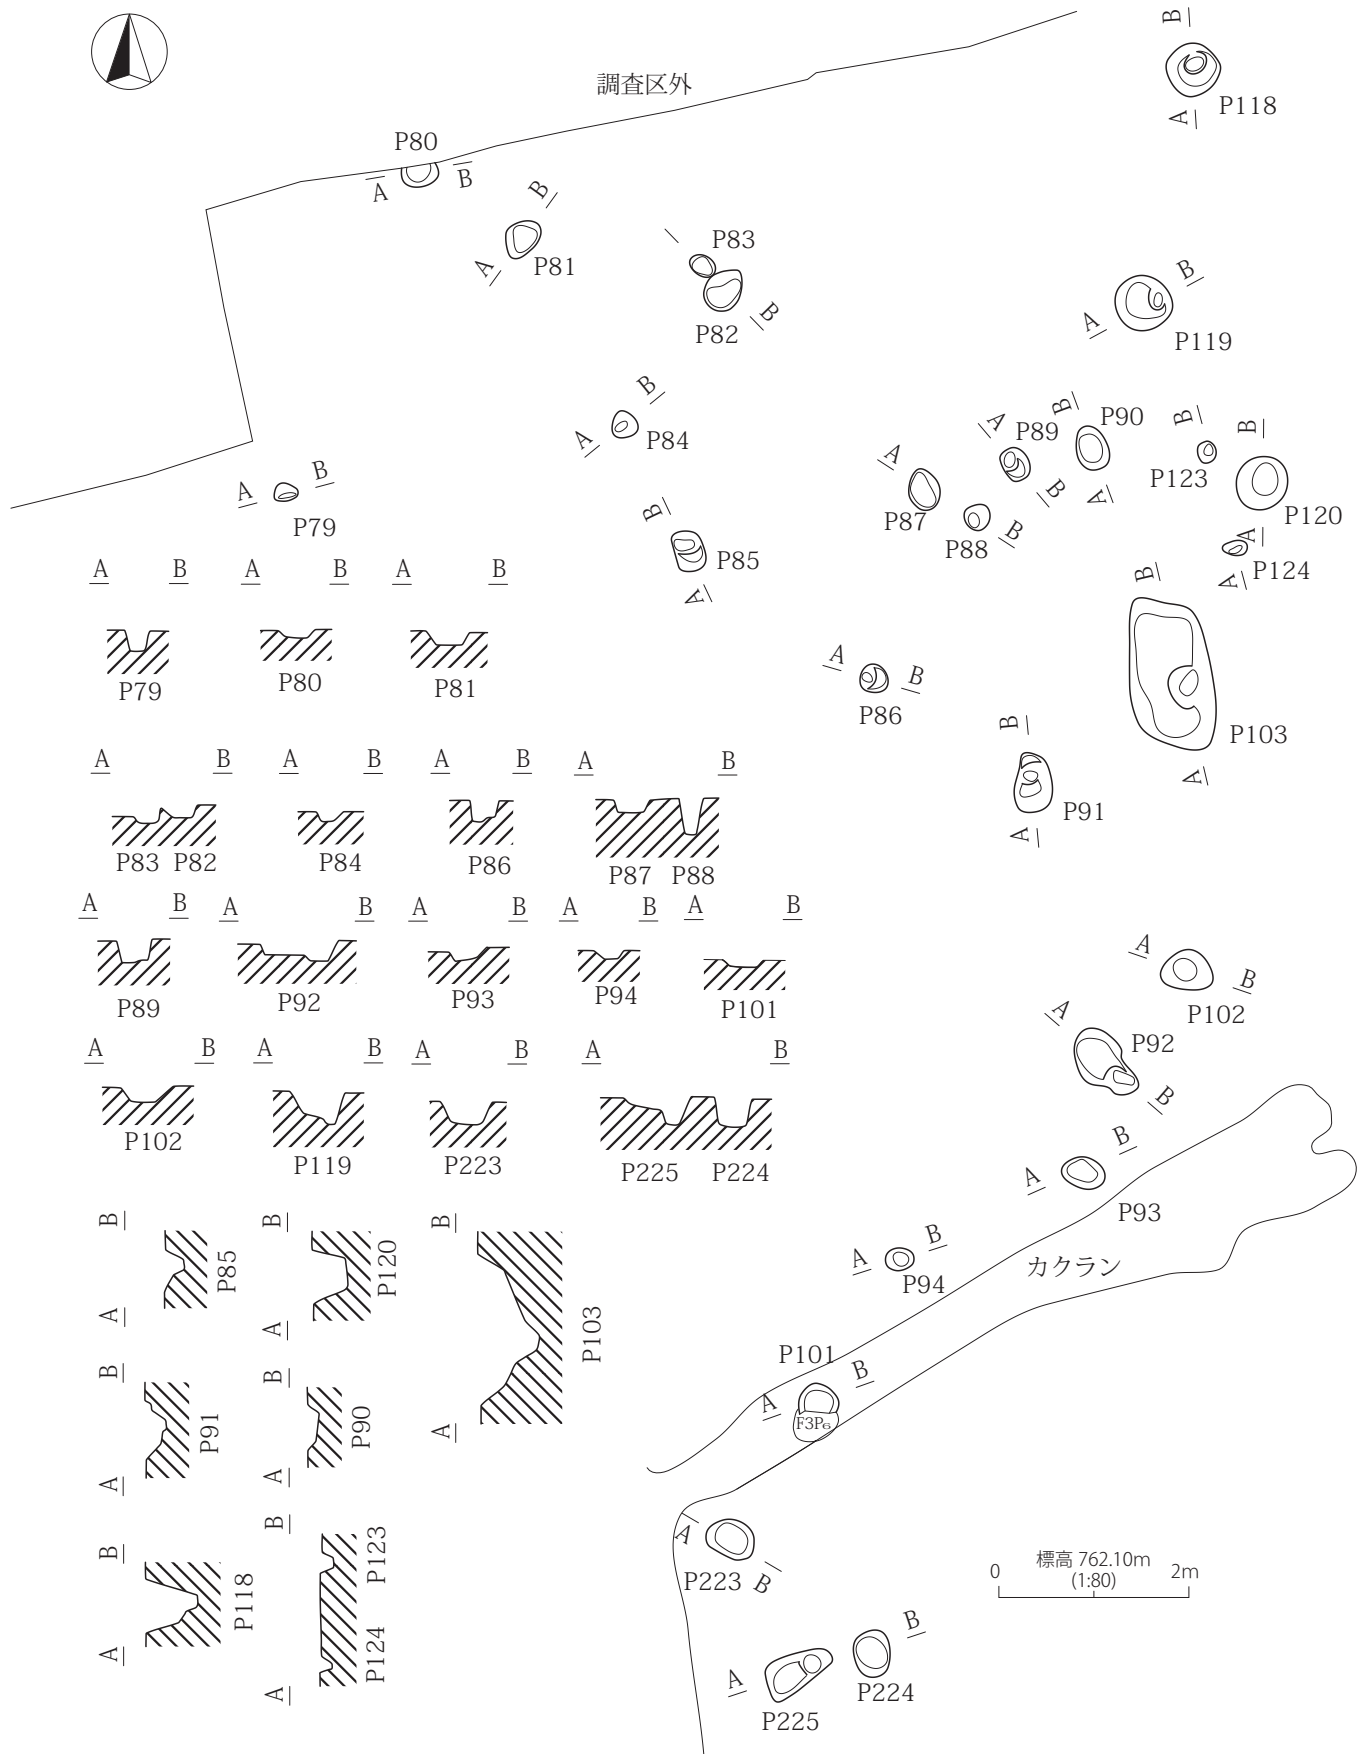 調査区外
B
P118
A
P80
A
B
B
P81
A
P83
P82
B
B
A
P119
B
P84
A
A
P89
B
B
P90
A
B
P123
B
P120
A
P124
A
A
P87
P88
B
A
B
P79
B
P85
A
B
P103
A
A
B
P86
B
P91
A
A B A B A B
P79 P80 P81
A B A B A B A B
P83 P82 P84 P86 P87 P88
A B A B A B A B A B
P89 P92 P93 P94 P101
A B A B A B A B
P102 P119 P223 P225 P224
A
B
P102
A
P92
B
B
A
P93
B
A
P94
カクラン
P101
B
A
F3P6
A
P223 B
B
A
P224
P225
B
P85
A
B
P120
A
B
P103
A
B
P91
A
B
P90
A
B
P118
A
B
P123
P124
A
標高 762.10m
0 (1:80) 2m